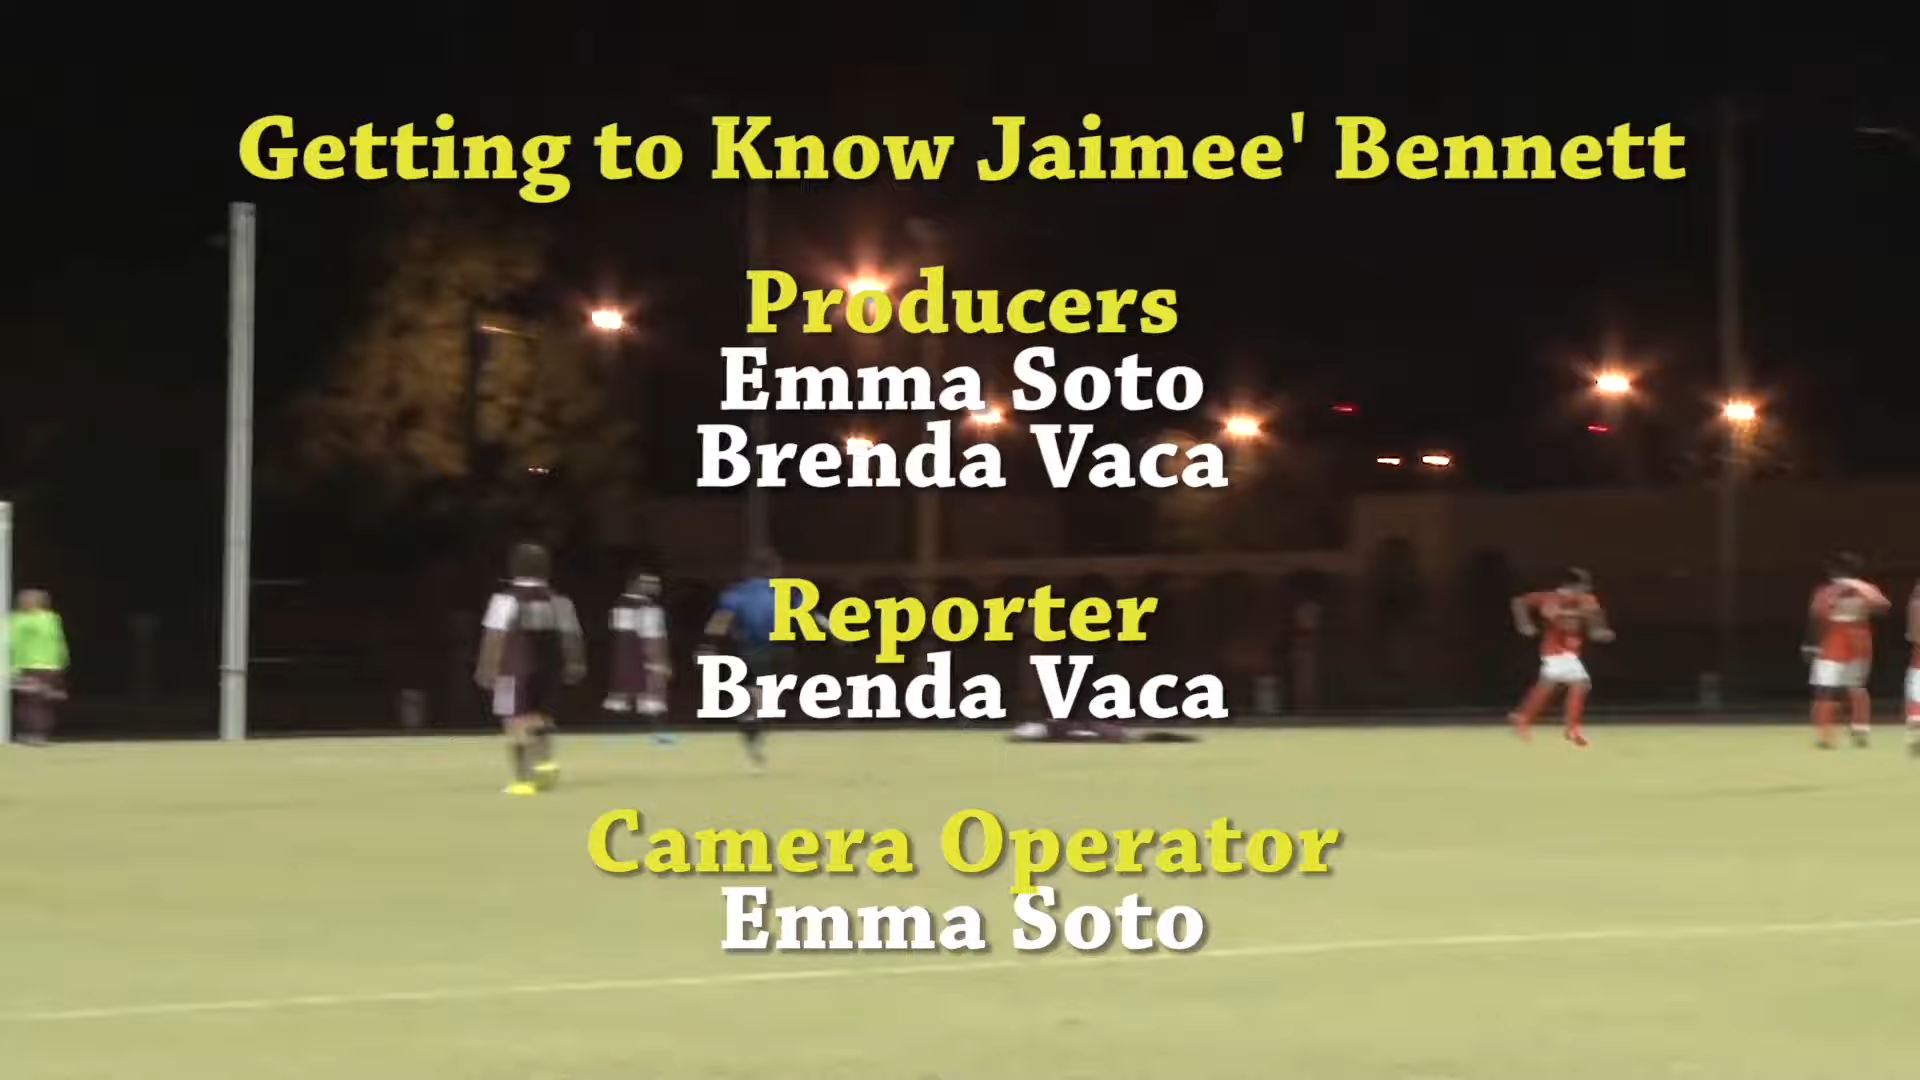 Getting to Know Jaimee' Bennett
Producers
Emma Soto
Brenda Vaca
Reporter
Brenda Vaca
Camera Operator
Emma Soto